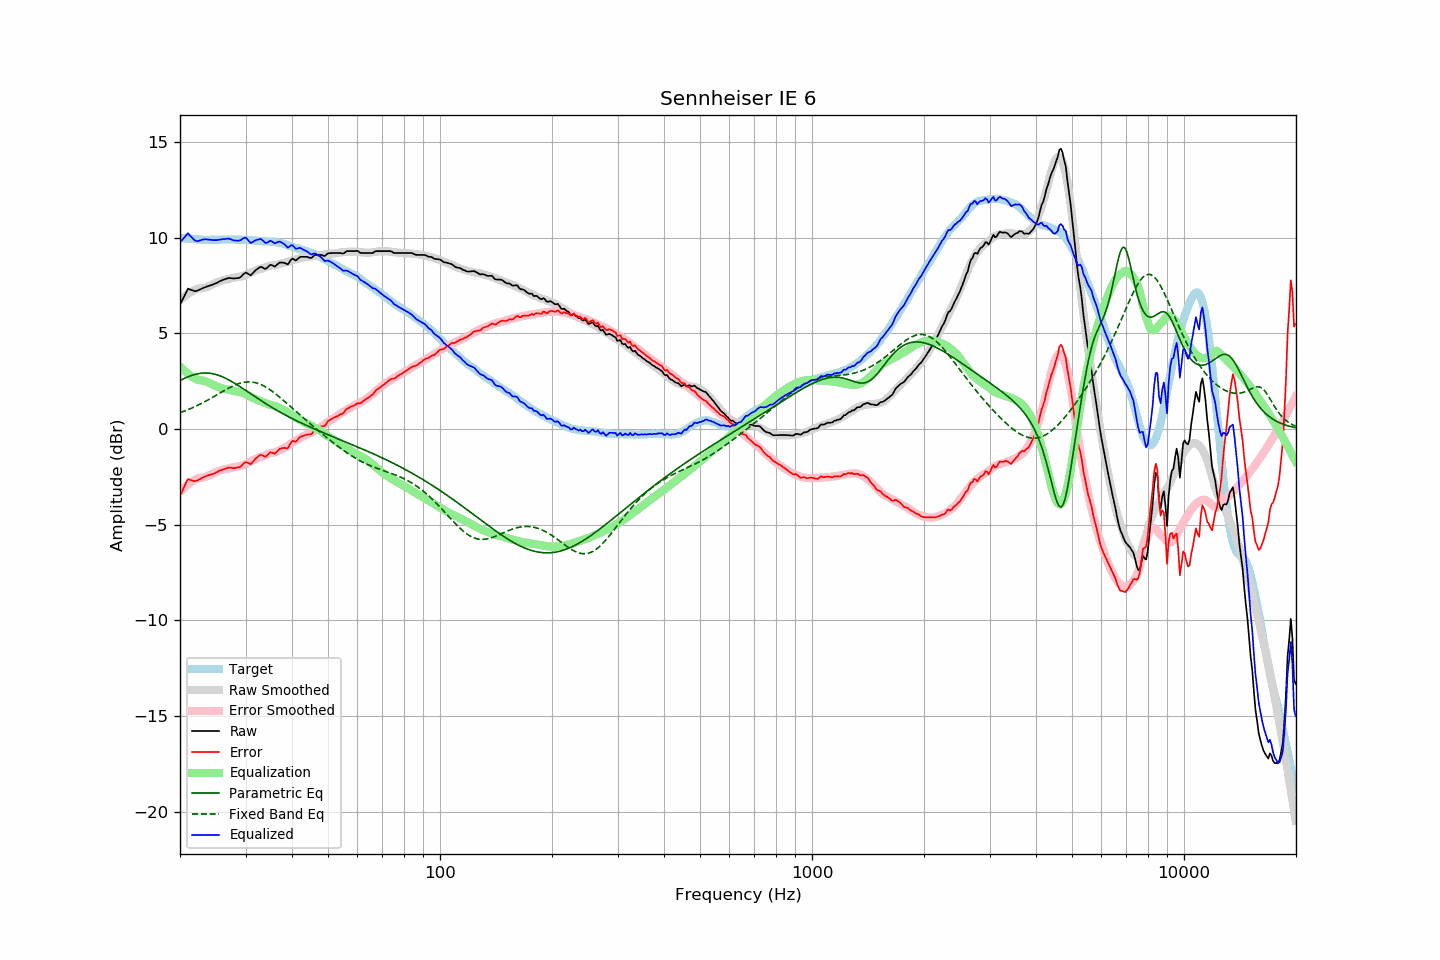 Sennheiser IE 6
15
10
5
0
−5
−10
−15
−20
Amplitude (dBr)
Target
Raw Smoothed
Error Smoothed
Raw
Error
Equalization
Parametric Eq
Fixed Band Eq
Equalized
100
1000
10000
Frequency (Hz)